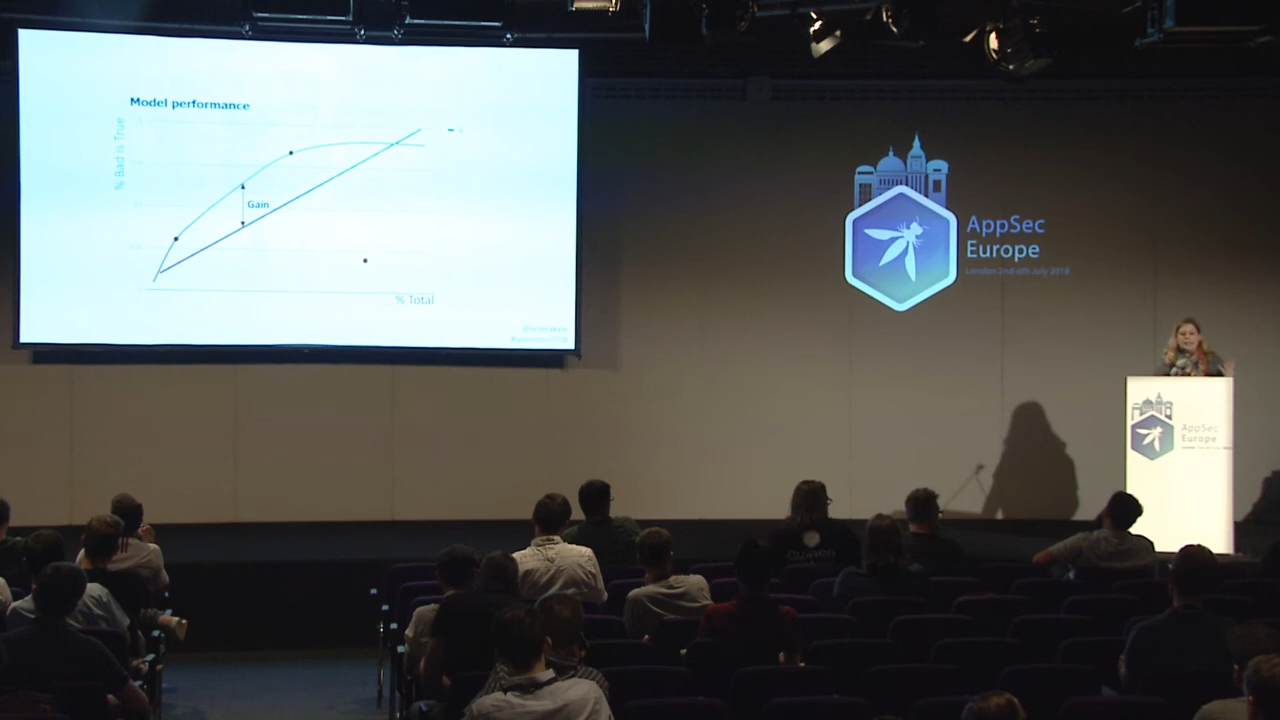 Model performance
% Bad is True
Gain
% Total
AppSec
Europe
London 2nd-6th July 2018
AppSec
Europe